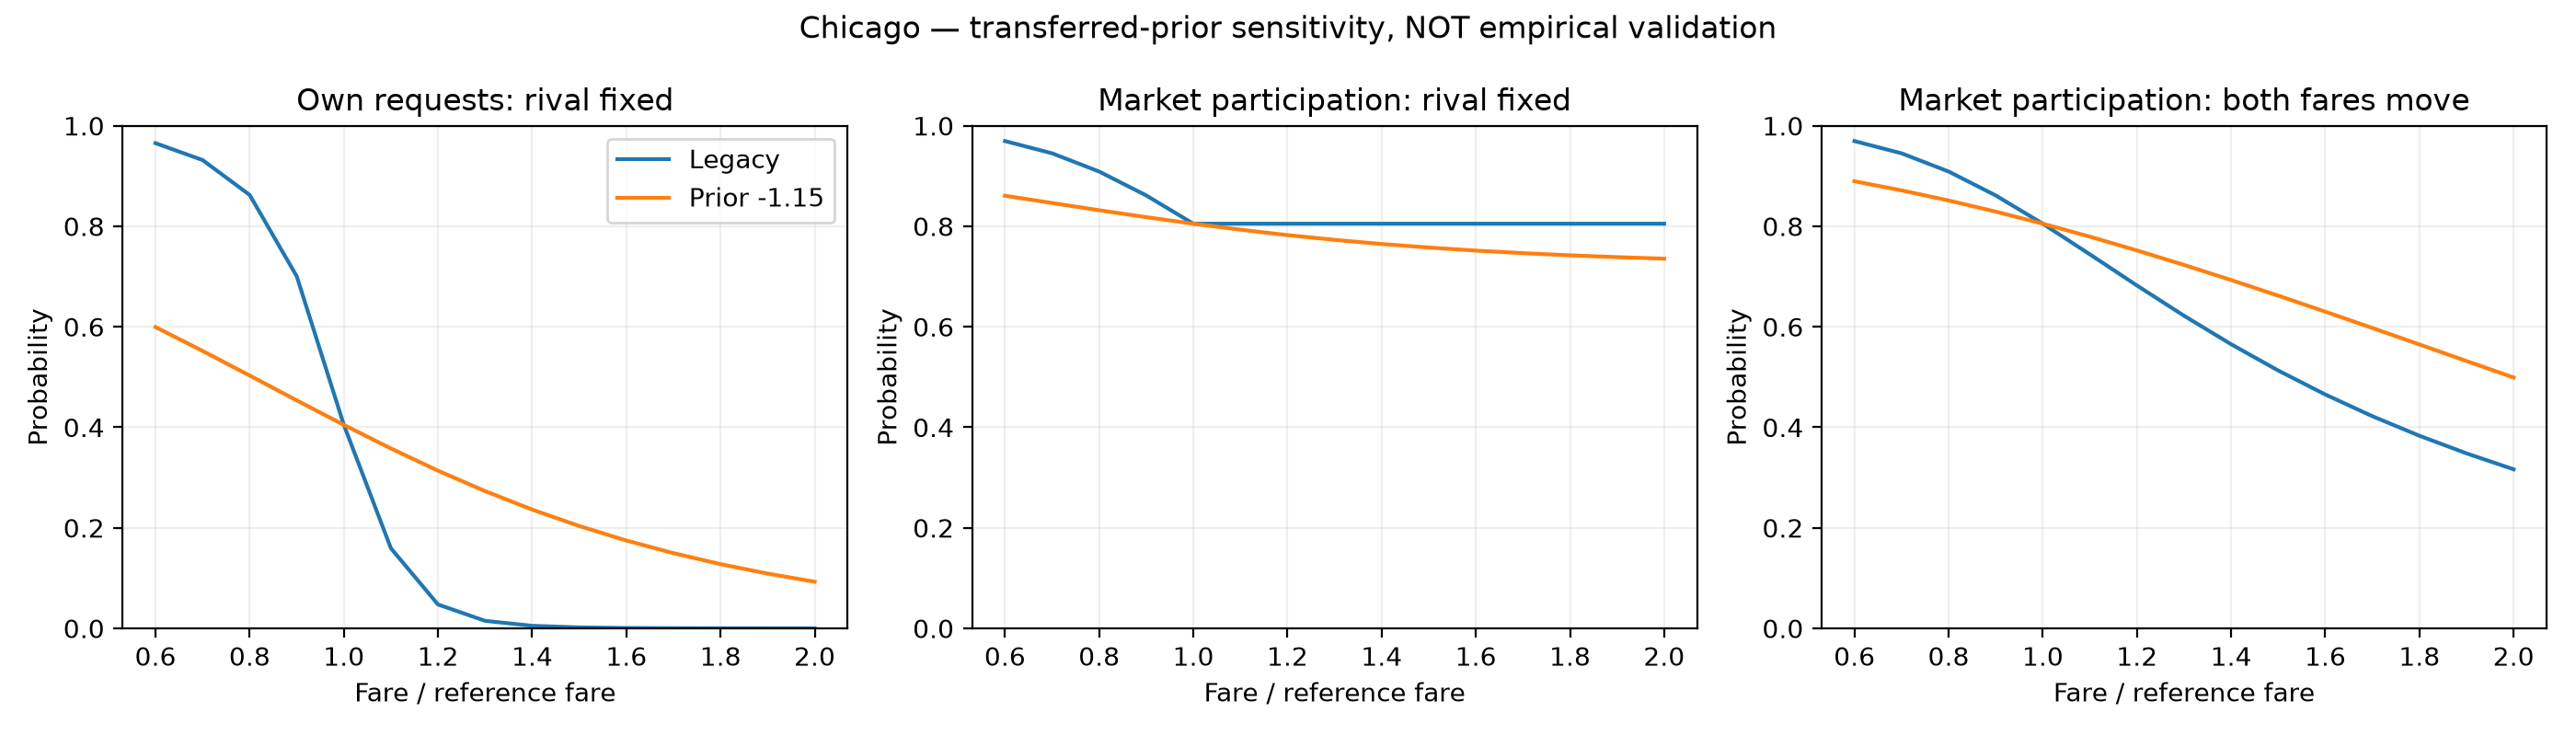 Chicago — transferred-prior sensitivity, NOT empirical validation
Own requests: rival fixed
1.0
0.8
0.6
0.4
0.2
0.0
Probability
Legacy
Prior -1.15
0.6 0.8 1.0 1.2 1.4 1.6 1.8 2.0
Fare / reference fare
Market participation: rival fixed
1.0
0.8
0.6
0.4
0.2
0.0
Probability
0.6 0.8 1.0 1.2 1.4 1.6 1.8 2.0
Fare / reference fare
Market participation: both fares move
1.0
0.8
0.6
0.4
0.2
0.0
Probability
0.6 0.8 1.0 1.2 1.4 1.6 1.8 2.0
Fare / reference fare